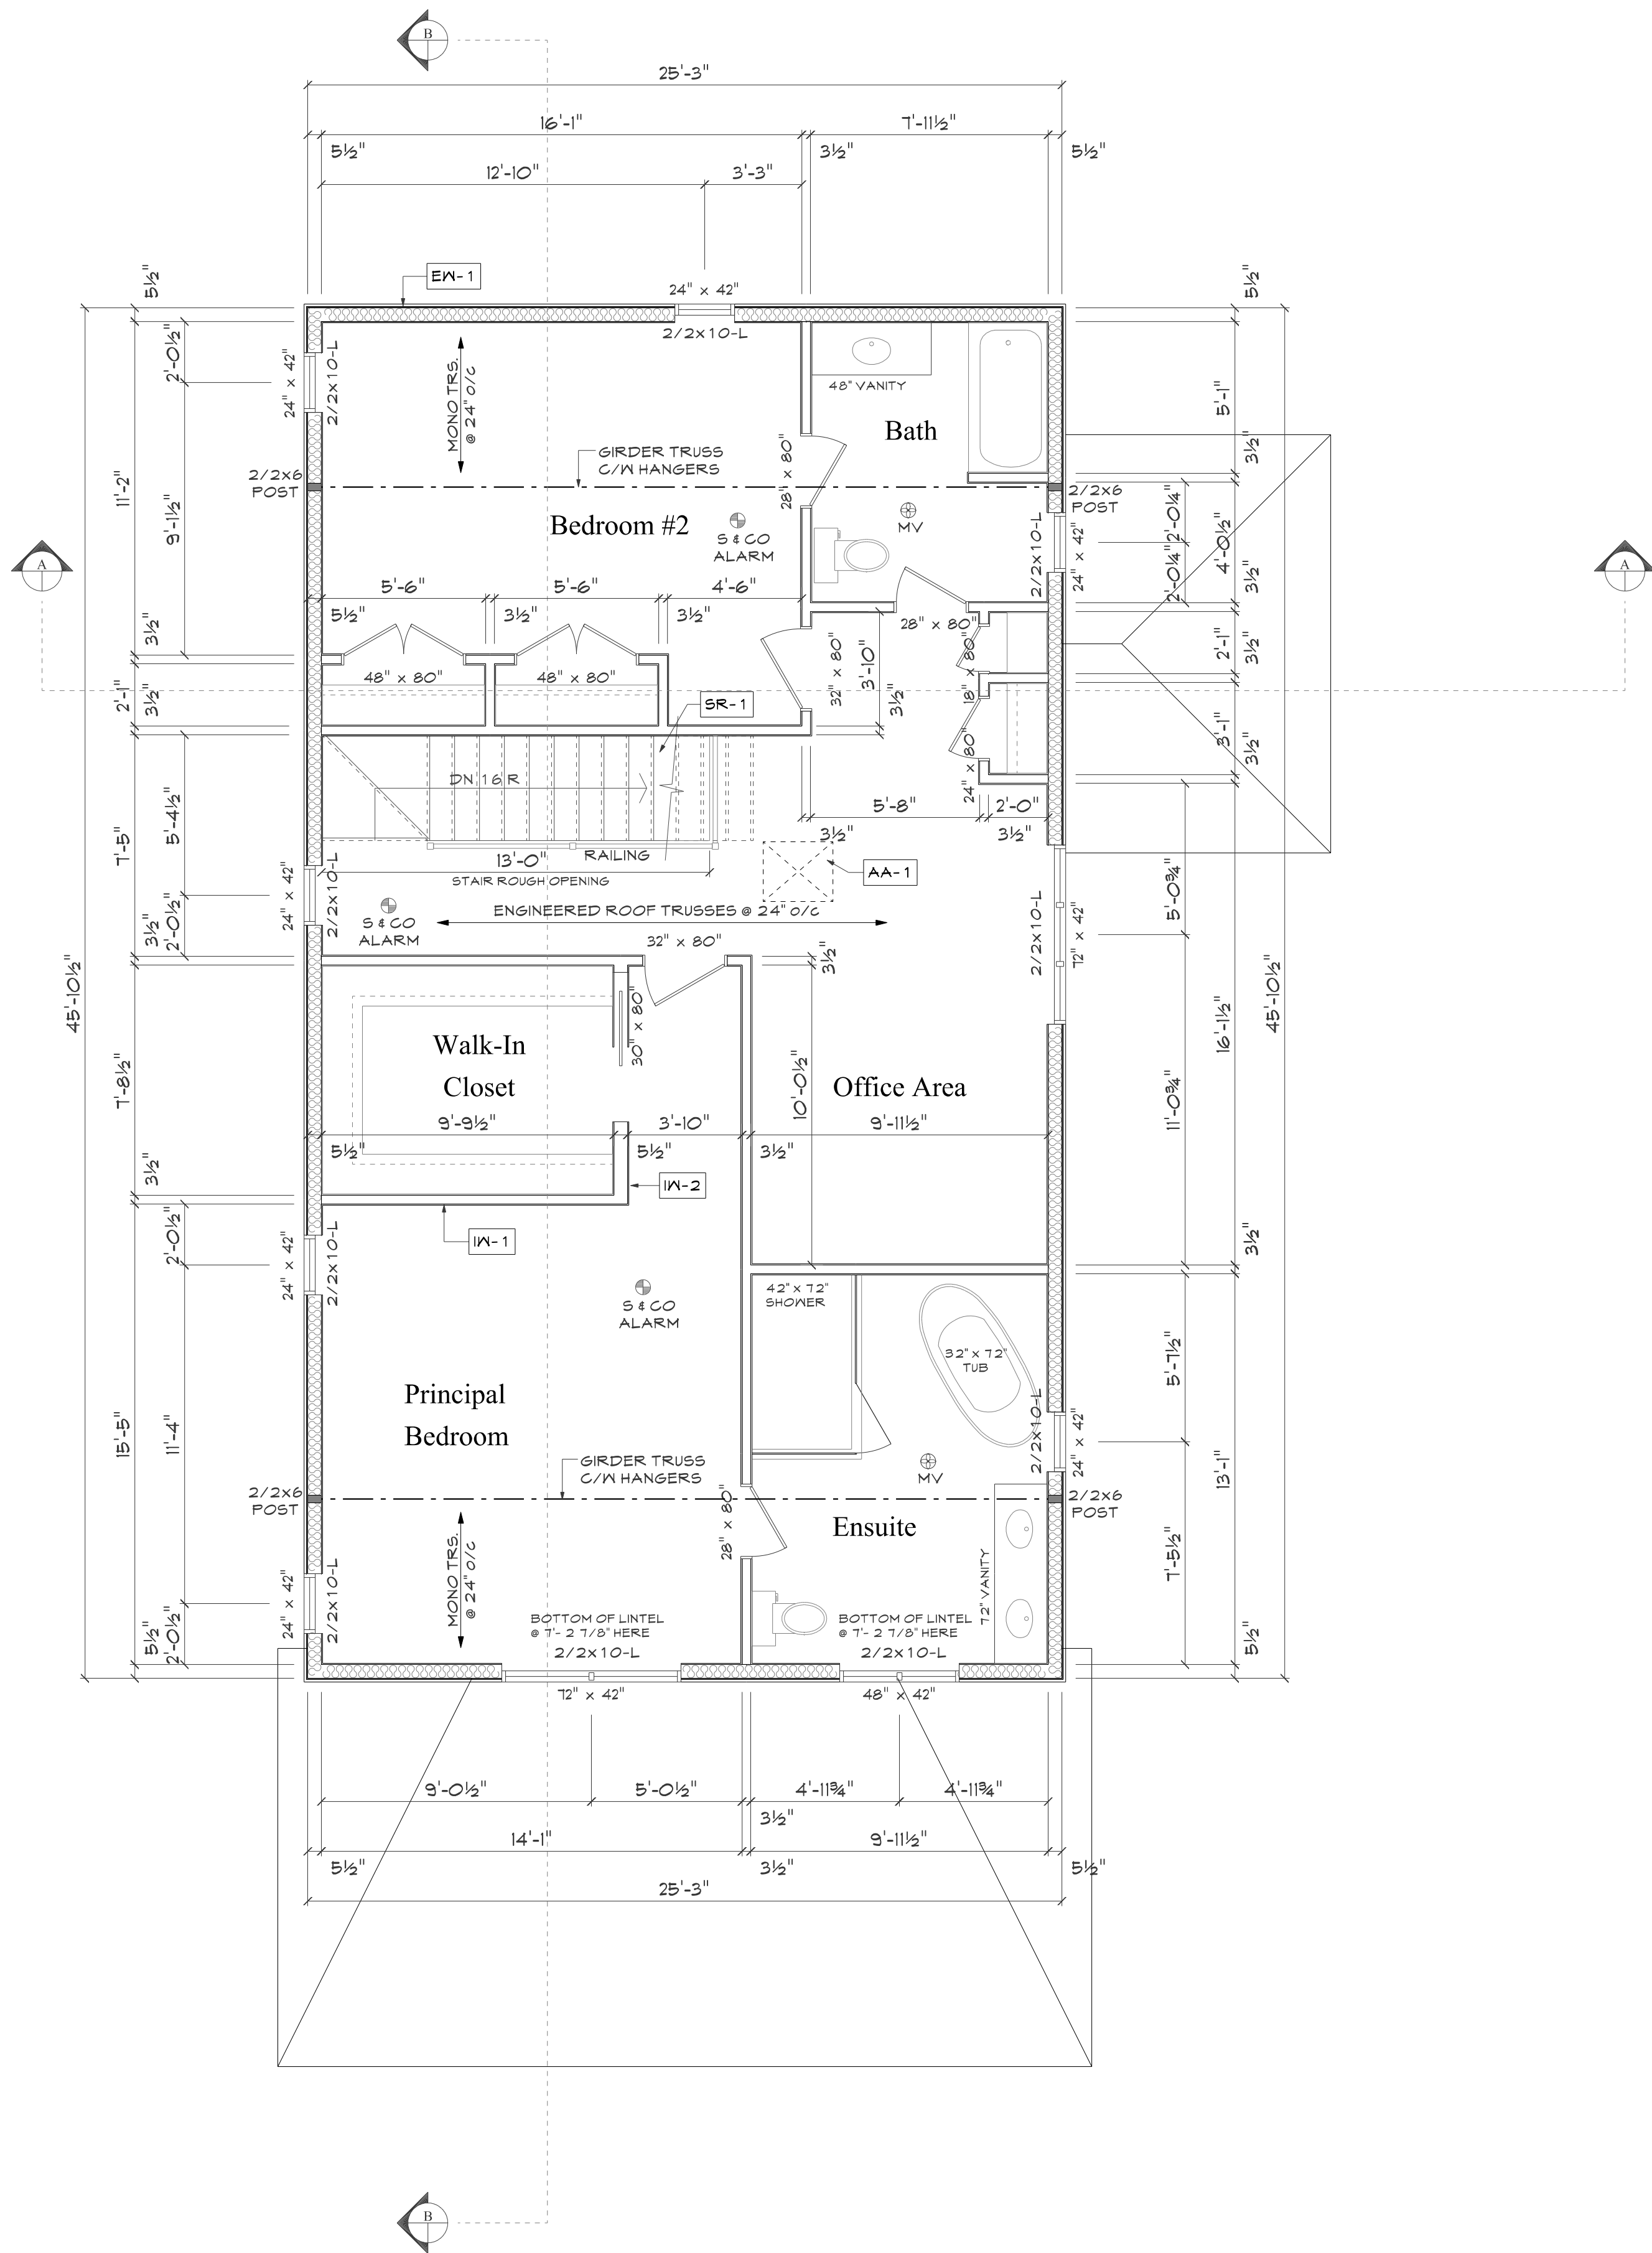 B
25'-3"
16'-1"
7'-11½"
5½"
3½"
5½"
12'-10"
3'-3"
EW-1
5½"
5½"
24" x 42"
2/2x10-L
2'-0½"
24" x 42"
2/2x10-L
MONO TRS.
@ 24" O/C
48" VANITY
Bath
5'-1"
3½"
GIRDER TRUSS
C/W HANGERS
28" x 80"
11'-2"
9'-1½"
2/2x6
POST
2/2x6
POST
Bedroom #2
S & CO
ALARM
MV
2/2x10-L
24" x 42"
2'-0¼"
2'-0¼"
4'-0½"
3½"
A
A
5'-6"
5'-6"
4'-6"
5½"
3½"
3½"
3½"
28" x 80"
48" x 80"
48" x 80"
32" x 80"
3'-10"
3½"
18" x 80"
2'-1"
3½"
2'-1"
3½"
SR-1
3'-1"
3½"
24" x 80"
DN 16 R
5'-8"
2'-0"
3½"
3½"
7'-5"
5'-4½"
13'-0"
RAILING
STAIR ROUGH OPENING
AA-1
24" x 42"
2/2x10-L
3½"
2'-0½"
S & CO
ALARM
ENGINEERED ROOF TRUSSES @ 24" O/C
2/2x10-L
72" x 42"
5'-0¾"
32" x 80"
3½"
45'-10½"
45'-10½"
16'-1½"
30" x 80"
Walk-In
Closet
7'-8½"
10'-0½"
Office Area
11'-0¾"
9'-9½"
3'-10"
9'-11½"
5½"
5½"
3½"
3½"
IW-2
IW-1
2'-0½"
3½"
24" x 42"
2/2x10-L
S & CO
ALARM
42" x 72"
SHOWER
32" x 72"
TUB
5'-7½"
Principal
Bedroom
15'-5"
11'-4"
2/2x10-L
24" x 42"
GIRDER TRUSS
C/W HANGERS
MV
13'-1"
2/2x6
POST
2/2x6
POST
28" x 80"
Ensuite
MONO TRS.
@ 24" O/C
7'-5½"
72" VANITY
24" x 42"
2/2x10-L
5½"
2'-0½"
BOTTOM OF LINTEL
@ 7'- 2 7/8" HERE
2/2x10-L
BOTTOM OF LINTEL
@ 7'- 2 7/8" HERE
2/2x10-L
5½"
72" x 42"
48" x 42"
9'-0½"
5'-0½"
4'-11¾"
4'-11¾"
3½"
14'-1"
9'-11½"
5½"
3½"
5½"
25'-3"
B